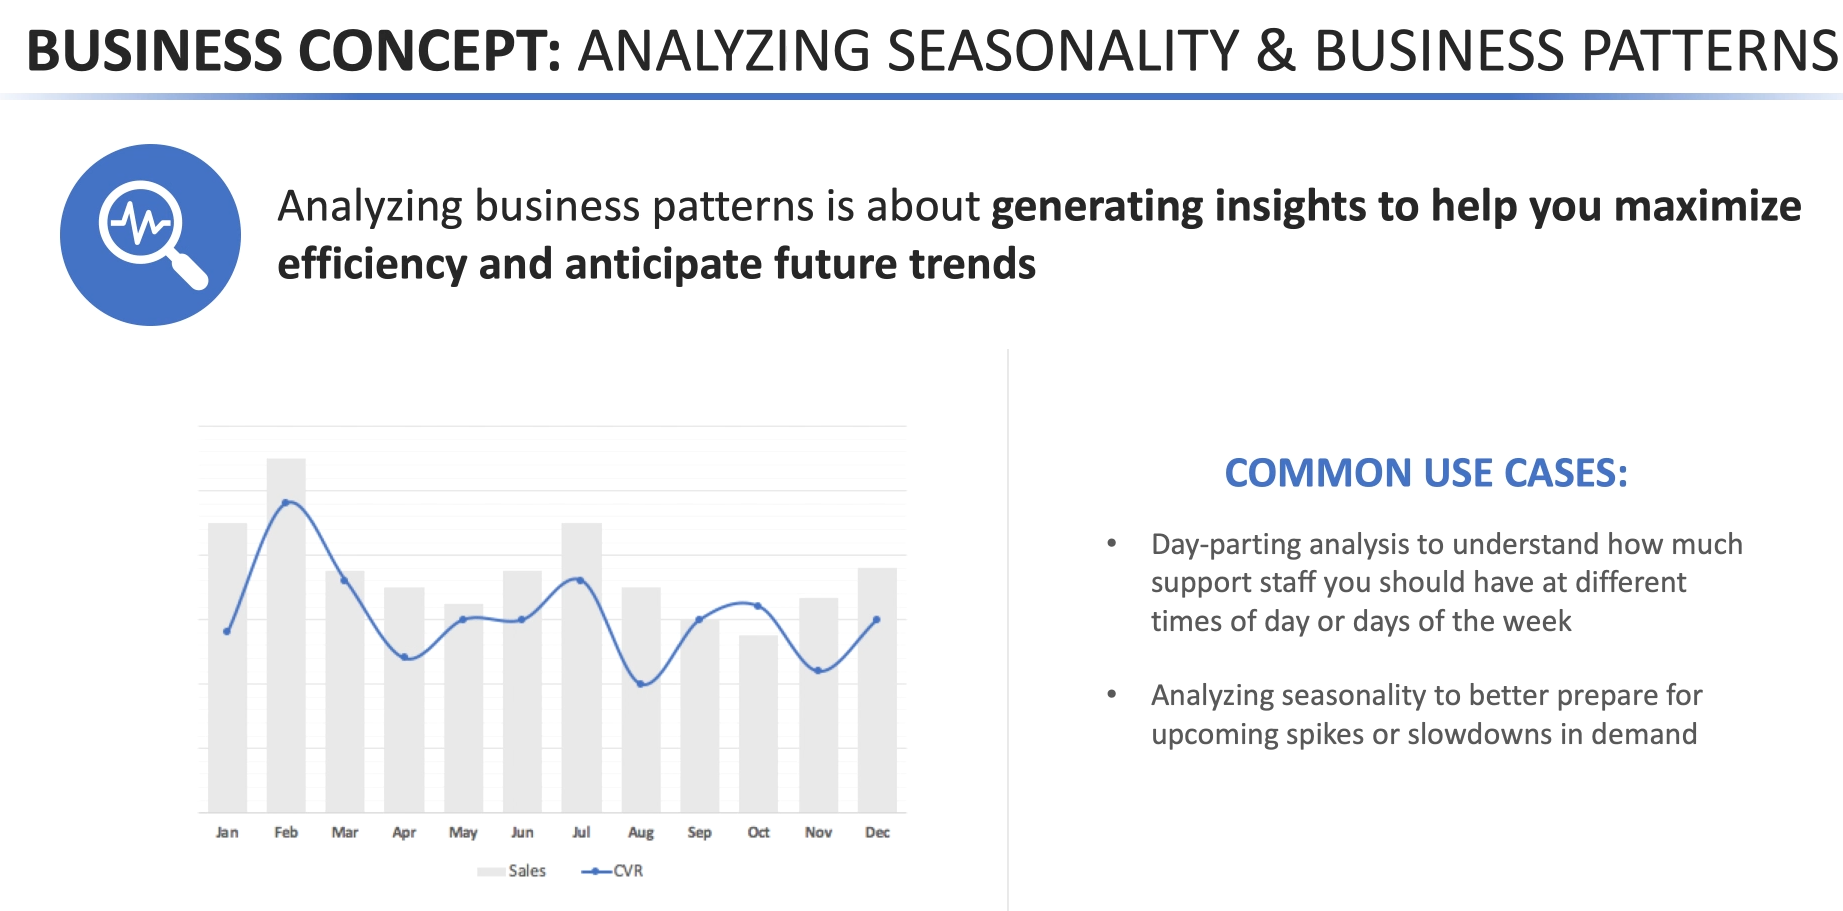 BUSINESS CONCEPT: ANALYZING SEASONALITY & BUSINESS PATTERNS
Analyzing business patterns is about generating insights to help you maximize
efficiency and anticipate future trends
Jan Feb Mar Apr May Jun Jul Aug Sep Oct Nov Dec
Sales CVR
COMMON USE CASES:
• Day-parting analysis to understand how much
support staff you should have at different
times of day or days of the week
• Analyzing seasonality to better prepare for
upcoming spikes or slowdowns in demand